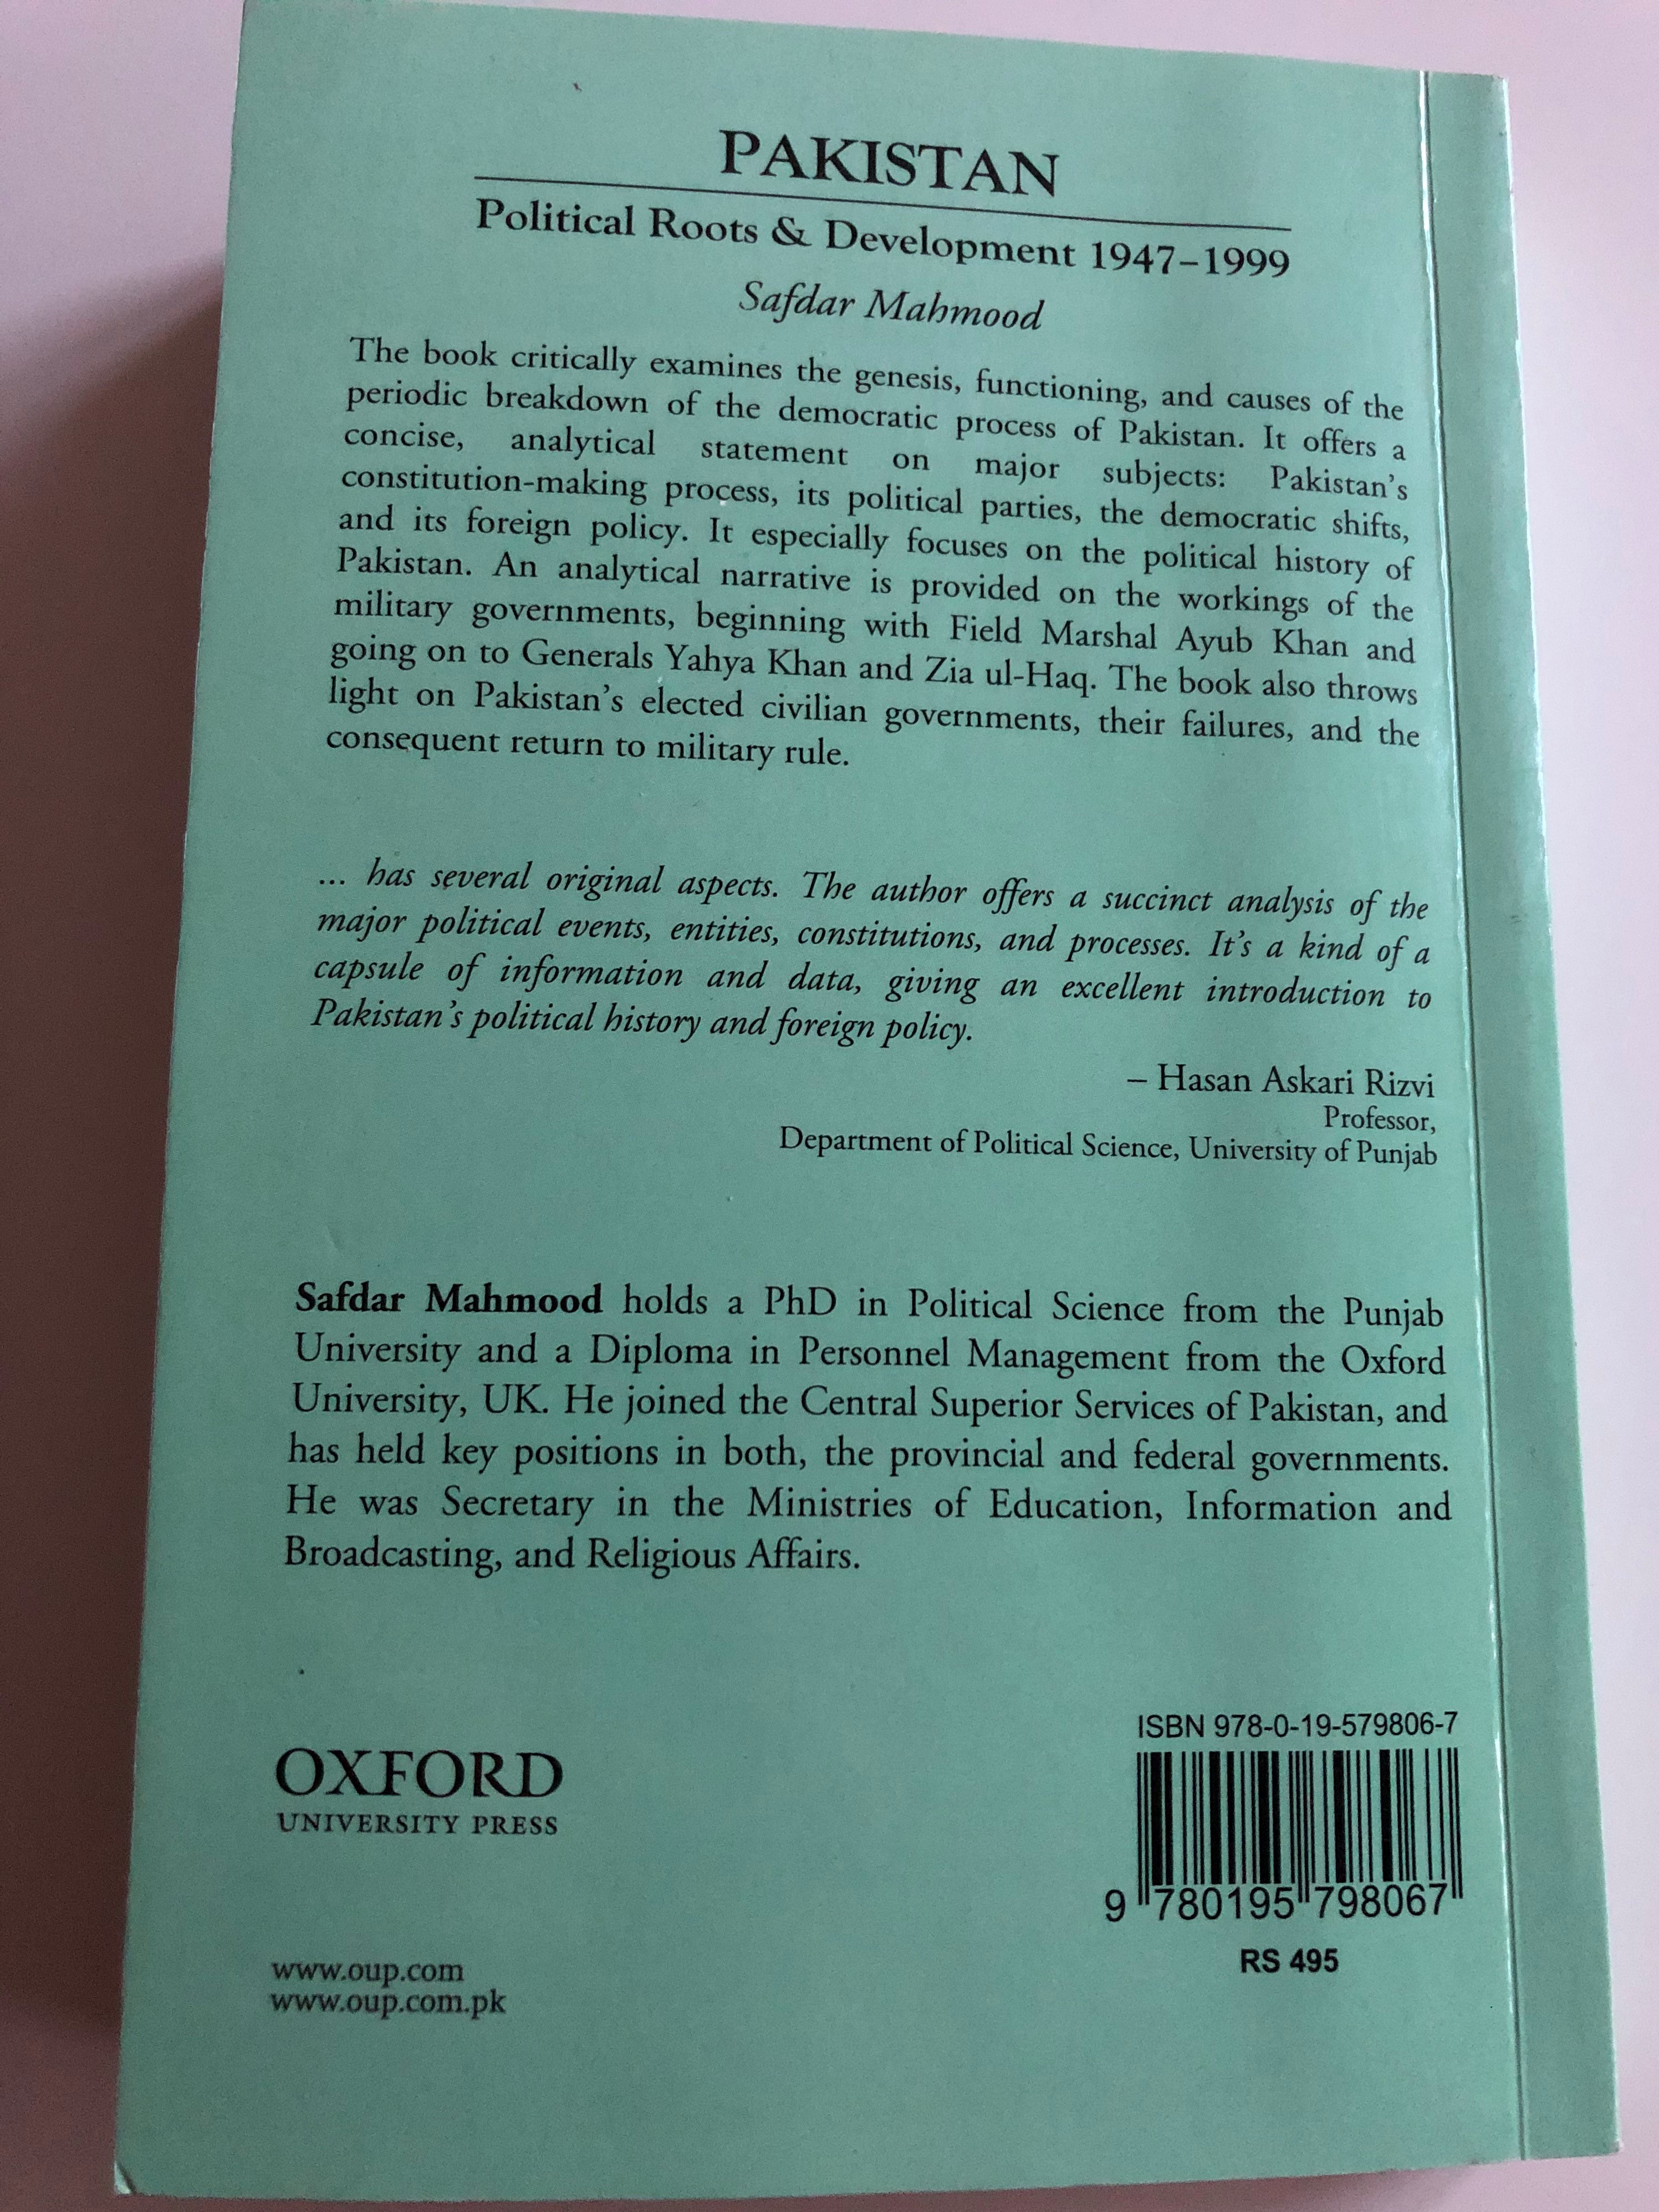 PAKISTAN
Political Roots & Development 1947–1999
Safdar Mahmood
The book critically examines the genesis, functioning, and causes of the
periodic breakdown of the democratic process of Pakistan. It offers a
concise, analytical statement on major subjects: Pakistan's
constitution-making process, its political parties, the democratic shifts,
and its foreign policy. It especially focuses on the political history of
Pakistan. An analytical narrative is provided on the workings of the
military governments, beginning with Field Marshal Ayub Khan and
going on to Generals Yahya Khan and Zia ul-Haq. The book also throws
light on Pakistan's elected civilian governments, their failures, and the
consequent return to military rule.
... has several original aspects. The author offers a succinct analysis of the
major political events, entities, constitutions, and processes. It's a kind of a
capsule of information and data, giving an excellent introduction to
Pakistan's political history and foreign policy.
– Hasan Askari Rizvi
Professor,
Department of Political Science, University of Punjab
Safdar Mahmood holds a PhD in Political Science from the Punjab
University and a Diploma in Personnel Management from the Oxford
University, UK. He joined the Central Superior Services of Pakistan, and
has held key positions in both, the provincial and federal governments.
He was Secretary in the Ministries of Education, Information and
Broadcasting, and Religious Affairs.
OXFORD
UNIVERSITY PRESS
www.oup.com
www.oup.com.pk
ISBN 978-0-19-579806-7
9 780195 798067
RS 495